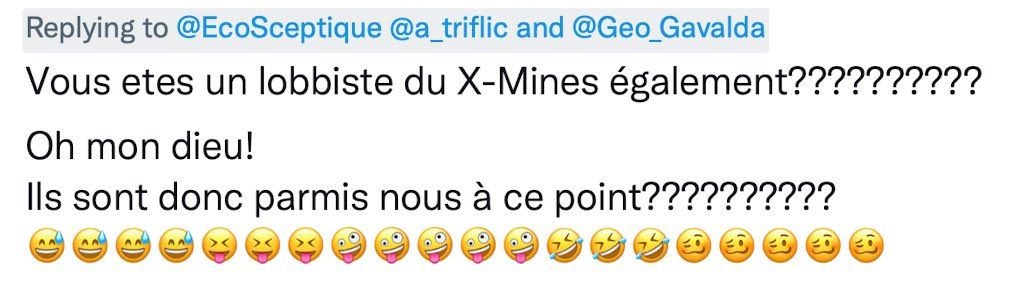 Replying to @EcoSceptique @a_triflic and @Geo_Gavalda
Vous etes un lobbiste du X-Mines également??????????
Oh mon dieu!
Ils sont donc parmis nous à ce point??????????
😅😅😅😅😝😝😝🤪🤪🤪🤪🤪🤣🤣🤣🥴🥴🥴🥴🥴